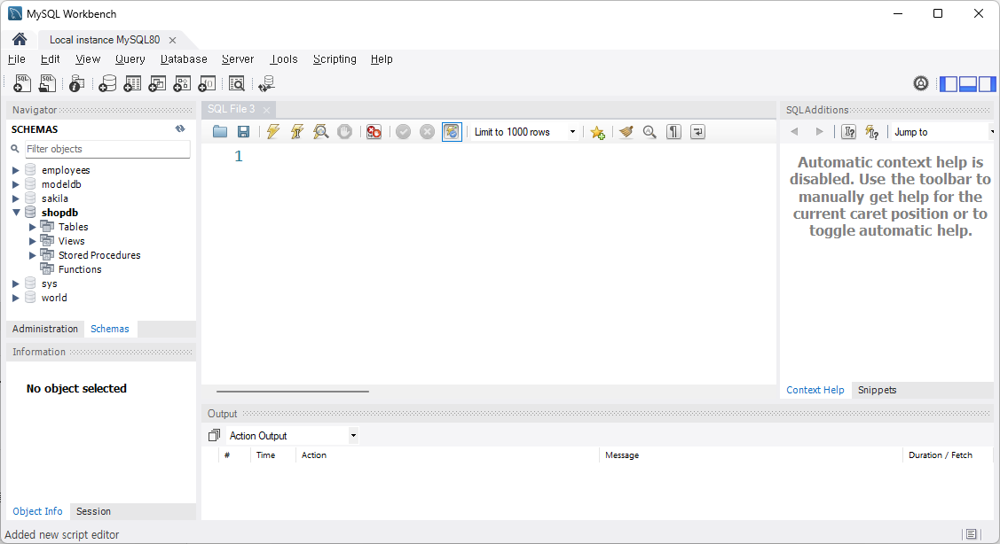 MySQL Workbench
Local instance MySQL80
File Edit View Query Database Server Tools Scripting Help
SQL SQL
Navigator
SCHEMAS
Filter objects
employees
modeldb
sakila
shopdb
Tables
Views
Stored Procedures
Functions
sys
world
Administration Schemas
Information
No object selected
Object Info Session
SQL File 3
Limit to 1000 rows
1
SQLAdditions
Jump to
Automatic context help is
disabled. Use the toolbar to
manually get help for the
current caret position or to
toggle automatic help.
Context Help Snippets
Output
Action Output
# Time Action Message Duration / Fetch
Added new script editor